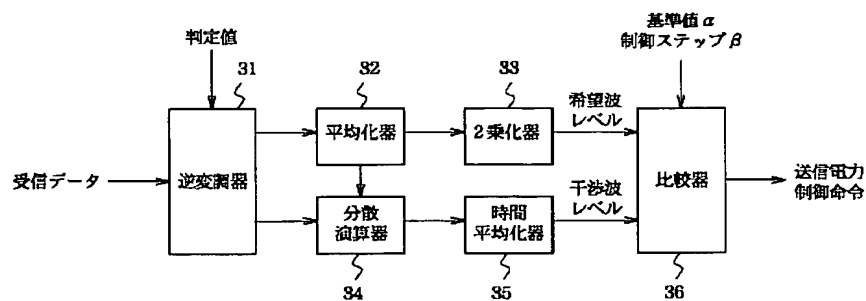 基準値α
制御ステップβ
判定値
31
32
33
希望波
レベル
平均化器
2乗化器
受信データ
逆変調器
比較器
送信電力
制御命令
干渉波
レベル
分散
演算器
時間
平均化器
34
35
36